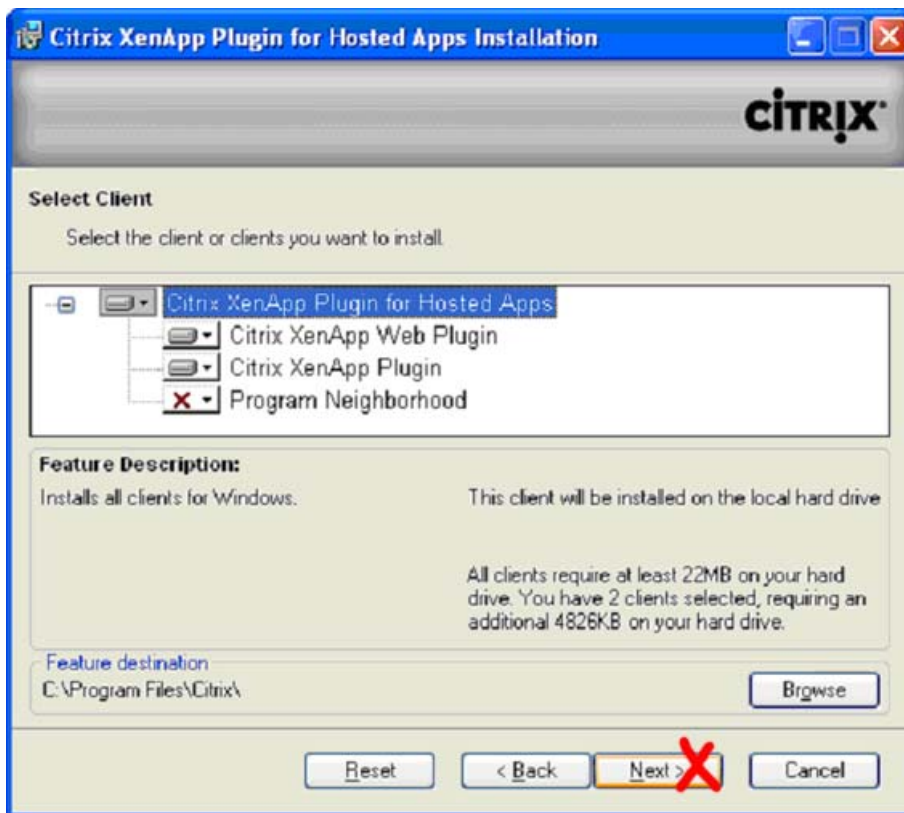 Citrix XenApp Plugin for Hosted Apps Installation
CITRIX
Select Client
Select the client or clients you want to install.
Citrix XenApp Plugin for Hosted Apps
Citrix XenApp Web Plugin
Citrix XenApp Plugin
Program Neighborhood
Feature Description:
Installs all clients for Windows.
This client will be installed on the local hard drive
All clients require at least 22MB on your hard
drive. You have 2 clients selected, requiring an
additional 4826KB on your hard drive.
Feature destination
C:\Program Files\Citrix\
Browse
Reset
< Back
Next >
Cancel